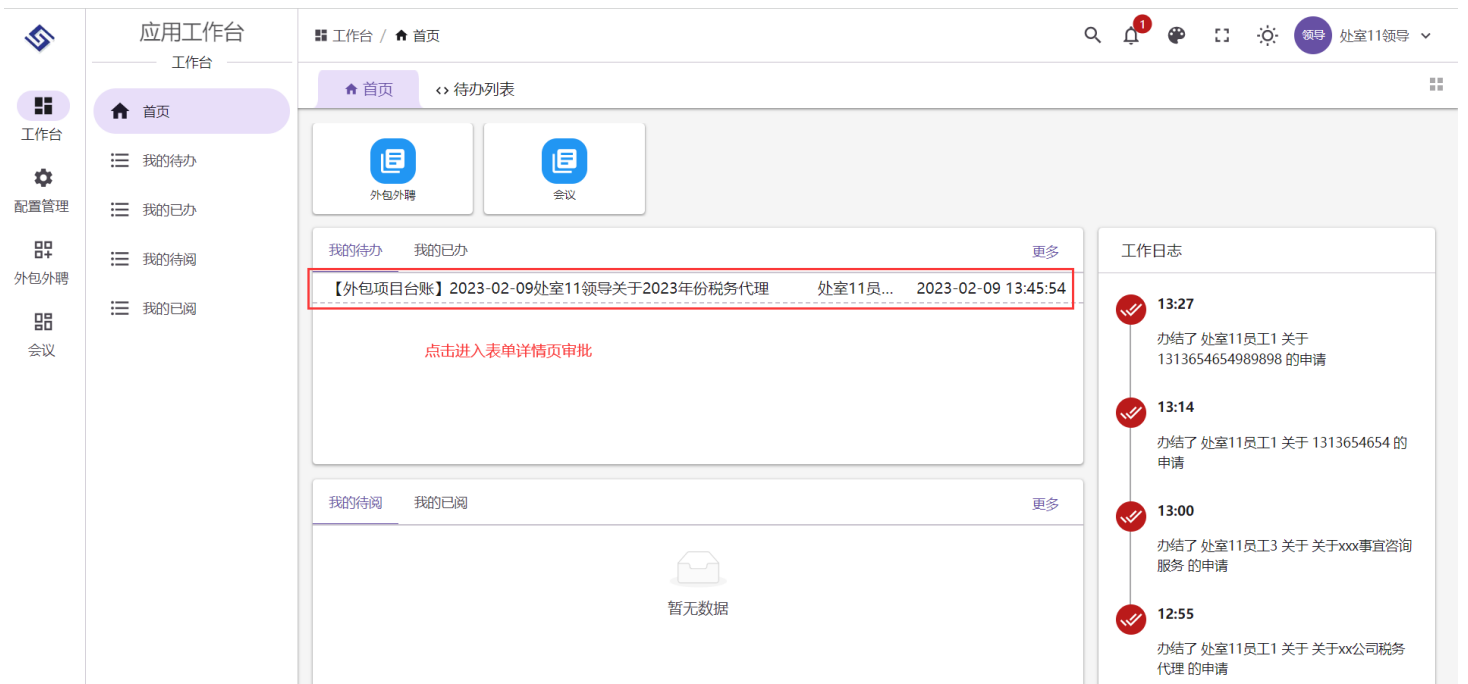 应用工作台
工作台
工作台
配置管理
外包外聘
会议
首页
我的待办
我的已办
我的待阅
我的已阅
工作台 / 首页
1
领导 处室11领导
首页 待办列表
外包外聘
会议
我的待办 我的已办 更多
【外包项目台账】2023-02-09处室11领导关于2023年份税务代理 处室11员... 2023-02-09 13:45:54
点击进入表单详情页审批
我的待阅 我的已阅 更多
暂无数据
工作日志
13:27
办结了 处室11员工1 关于
1313654654989898 的申请
13:14
办结了 处室11员工1 关于 1313654654 的
申请
13:00
办结了 处室11员工3 关于 关于xxx事宜咨询
服务 的申请
12:55
办结了 处室11员工1 关于 关于xx公司税务
代理 的申请